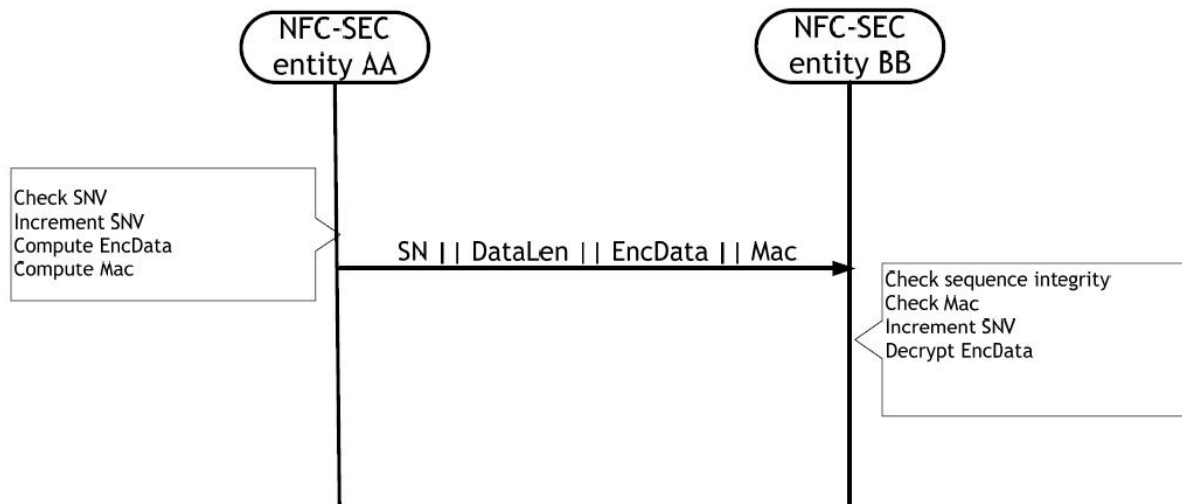 NFC-SEC
entity AA
NFC-SEC
entity BB
Check SNV
Increment SNV
Compute EncData
Compute Mac
SN || DataLen || EncData || Mac
Check sequence integrity
Check Mac
Increment SNV
Decrypt EncData